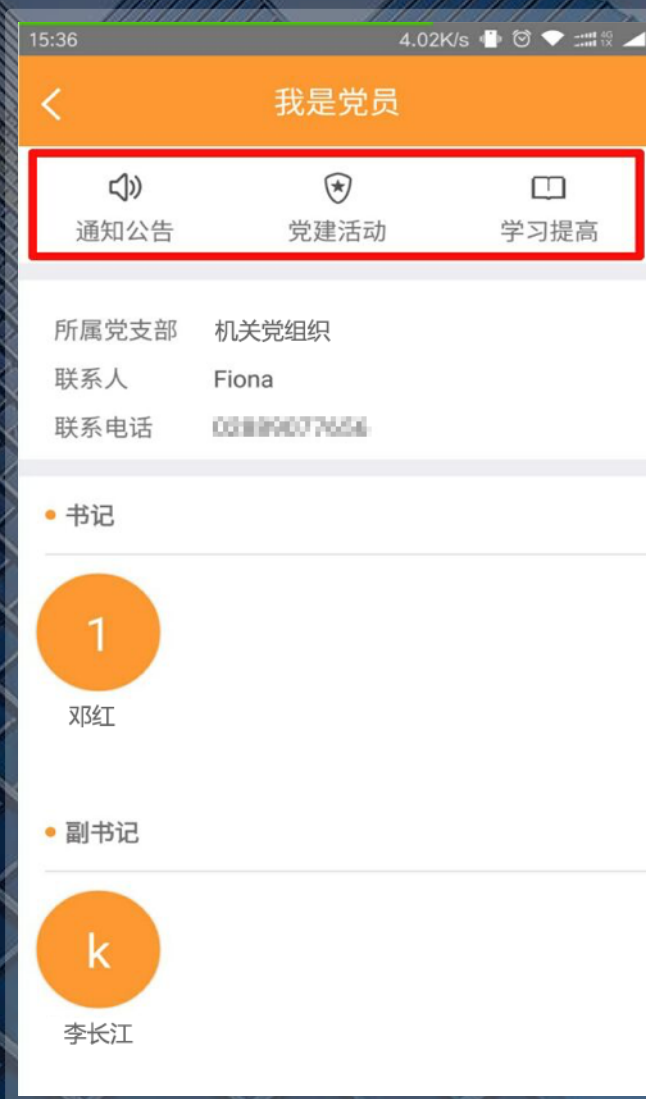 15:36 4.02K/s 4G 1X
我是党员
通知公告 党建活动 学习提高
所属党支部 机关党组织
联系人 Fiona
联系电话
书记
1
邓红
副书记
k
李长江